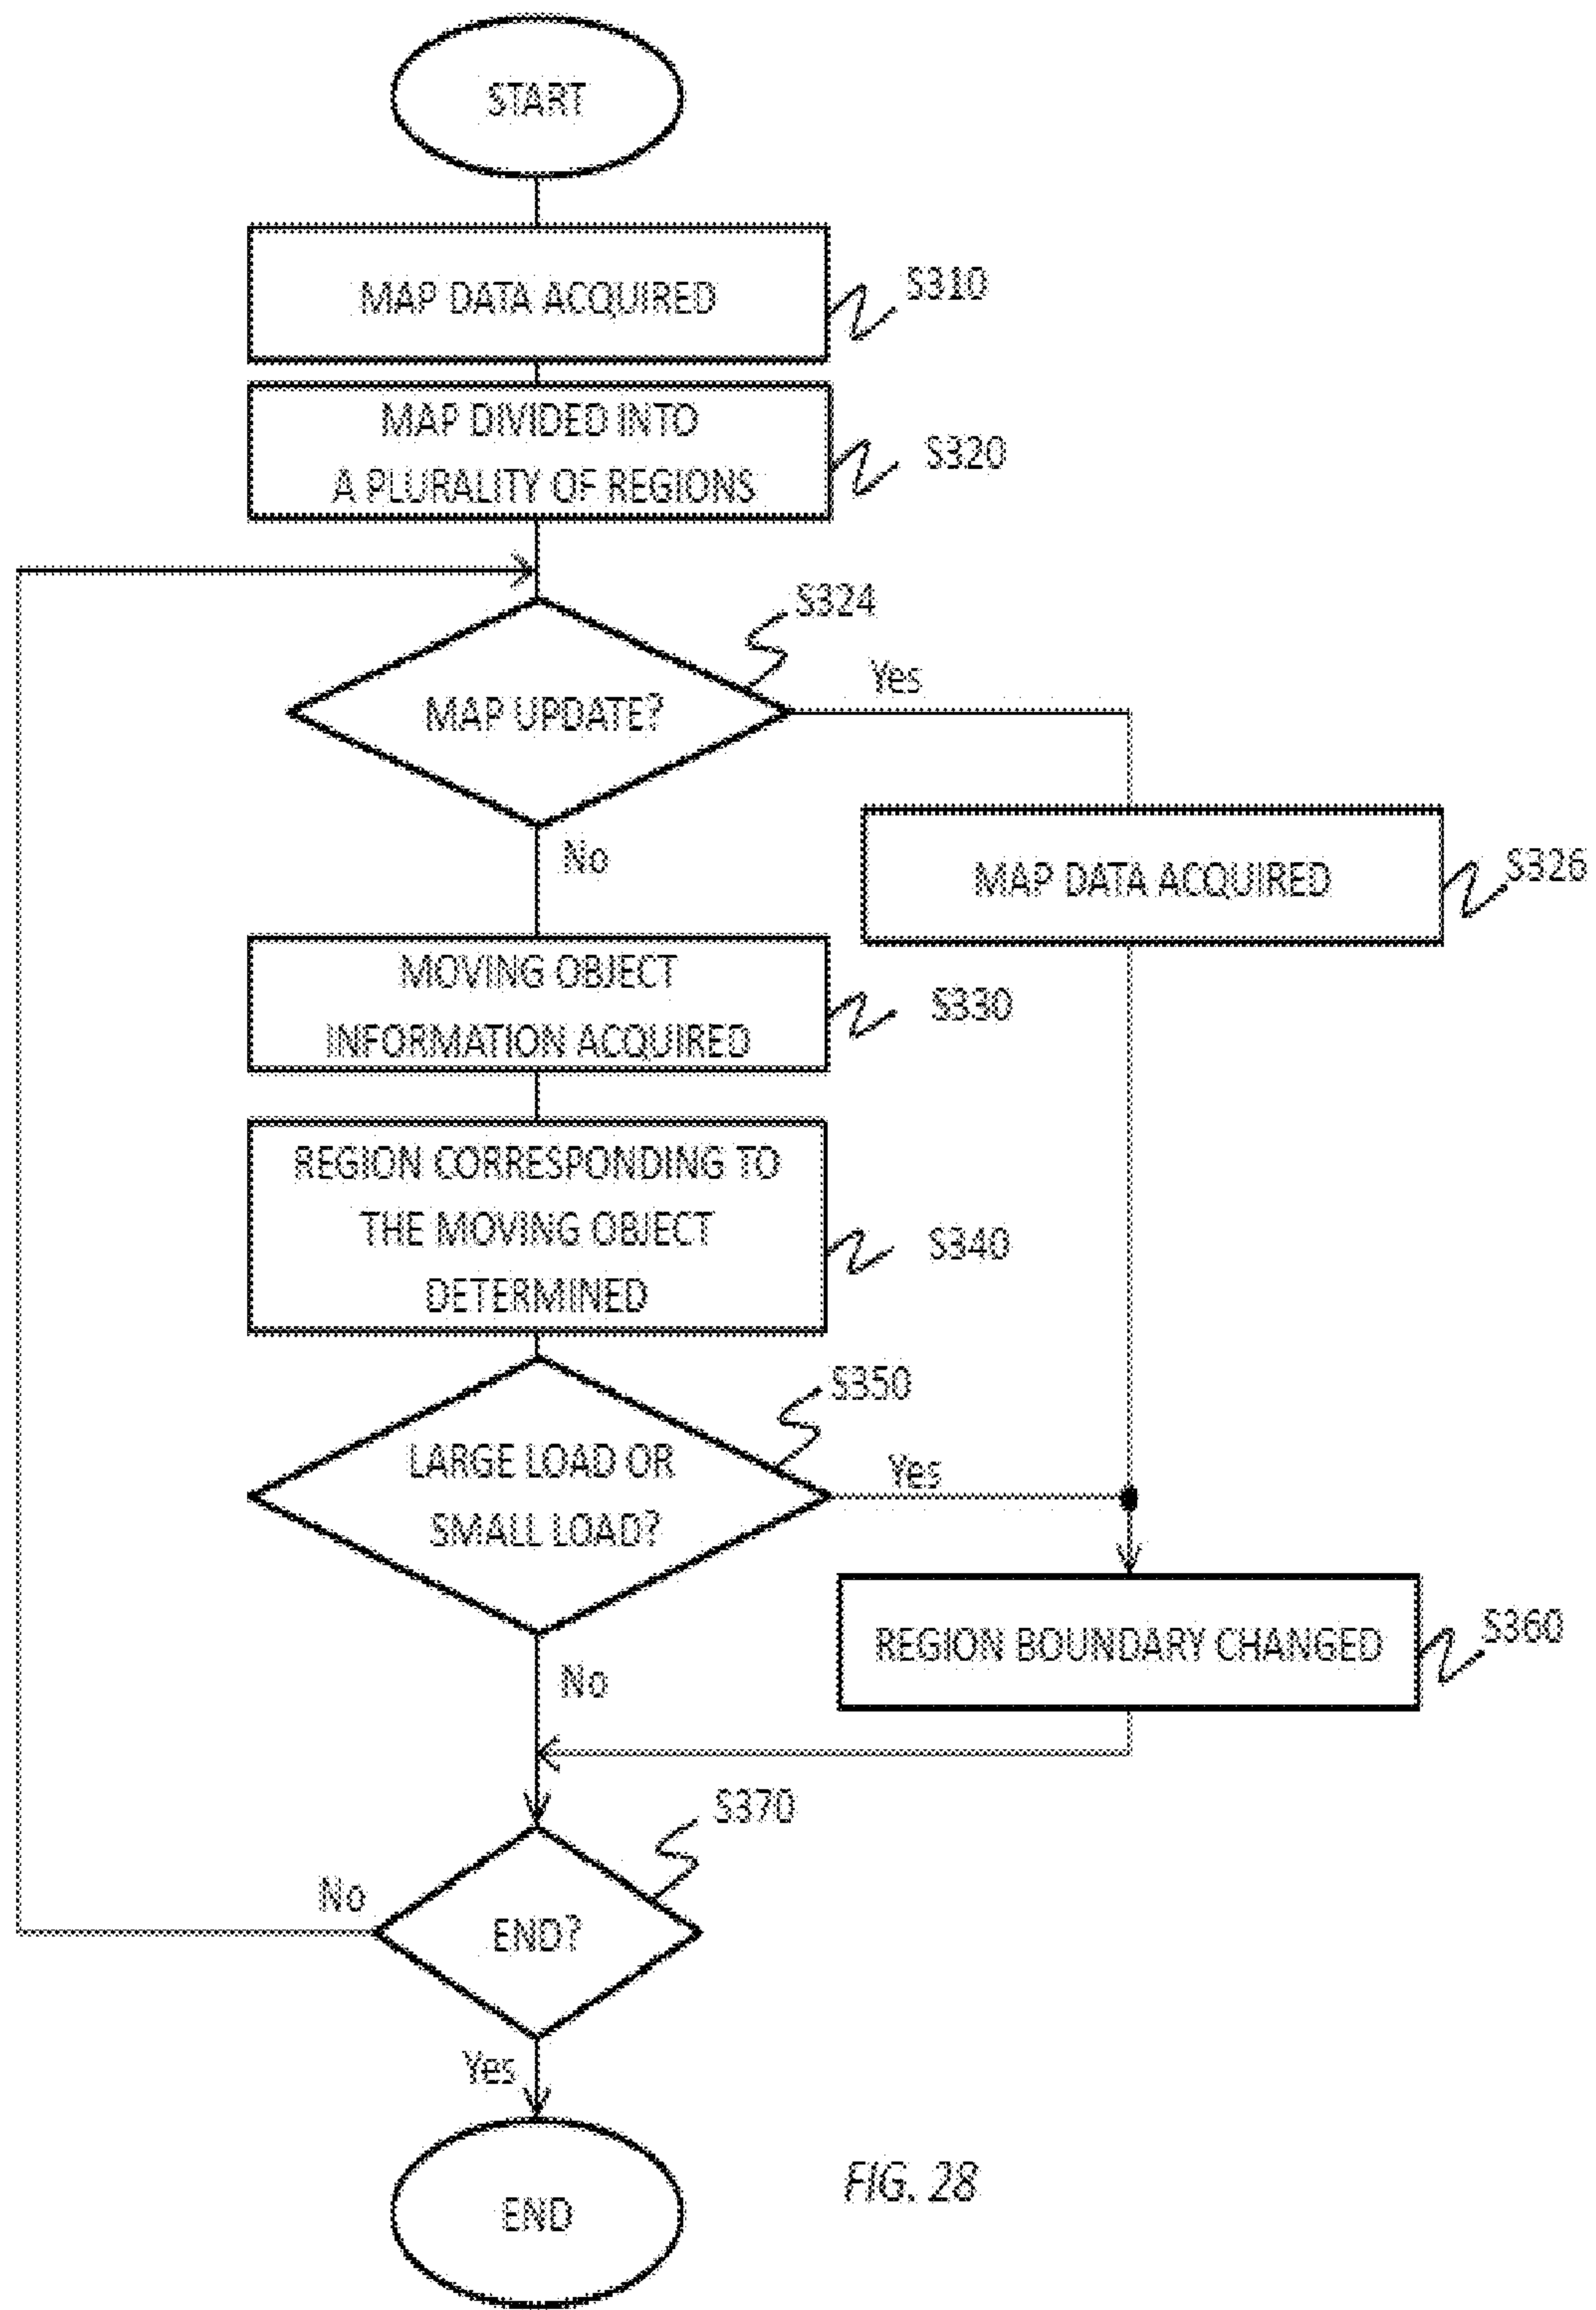 START
MAP DATA ACQUIRED
S310
MAP DIVIDED INTO
A PLURALITY OF REGIONS
S320
S324
MAP UPDATE?
Yes
No
MAP DATA ACQUIRED
S326
MOVING OBJECT
INFORMATION ACQUIRED
S330
REGION CORRESPONDING TO
THE MOVING OBJECT
DETERMINED
S340
S350
LARGE LOAD OR
SMALL LOAD?
Yes
No
REGION BOUNDARY CHANGED
S360
S370
No
END?
Yes
END
FIG. 28